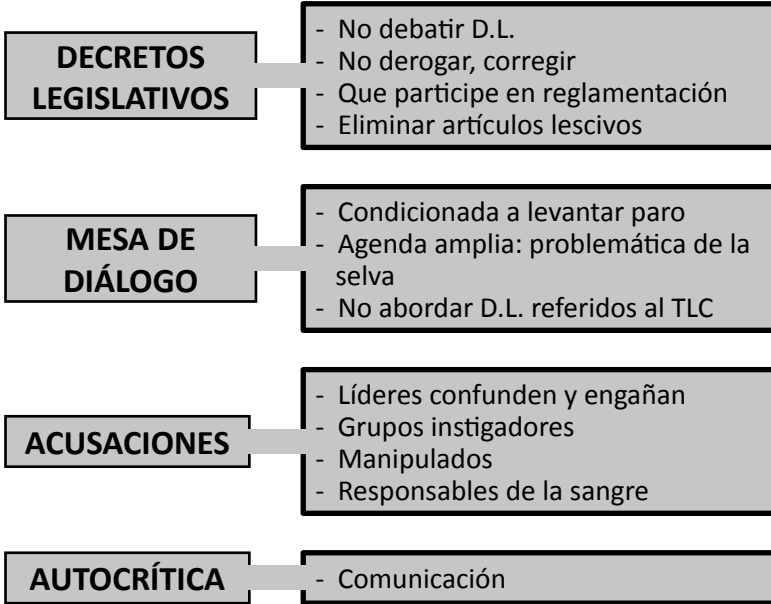 DECRETOS
LEGISLATIVOS
- No debatir D.L.
- No derogar, corregir
- Que participe en reglamentación
- Eliminar artículos lescivos
MESA DE
DIÁLOGO
- Condicionada a levantar paro
- Agenda amplia: problemática de la
selva
- No abordar D.L. referidos al TLC
ACUSACIONES
- Líderes confunden y engañan
- Grupos instigadores
- Manipulados
- Responsables de la sangre
AUTOCRÍTICA
- Comunicación